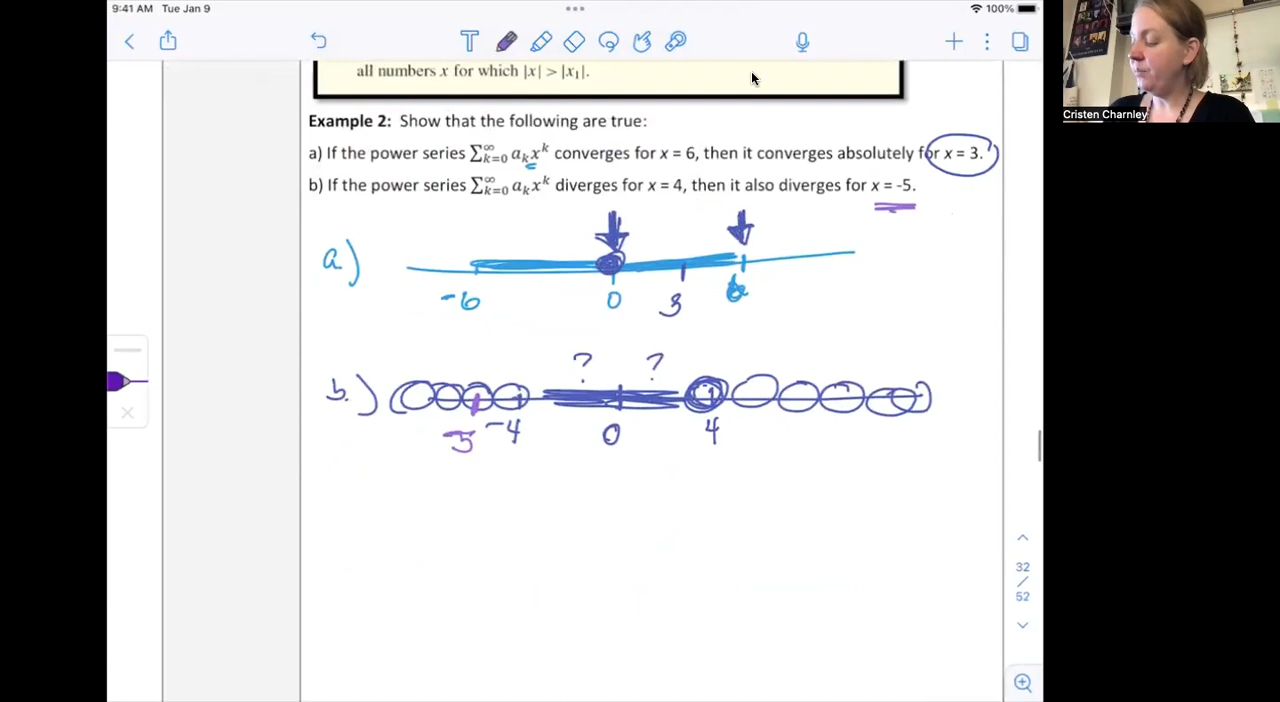 9:41 AM Tue Jan 9
100%
all numbers x for which |x| > |x₁|.
Example 2: Show that the following are true:
a) If the power series ∑_{k=0}^{∞} a_k x^k converges for x = 6, then it converges absolutely for x = 3.
b) If the power series ∑_{k=0}^{∞} a_k x^k diverges for x = 4, then it also diverges for x = -5.
a.)
-6 0 3 6
? ?
b.)
-5 -4 0 4
32
/
52
Cristen Charnley